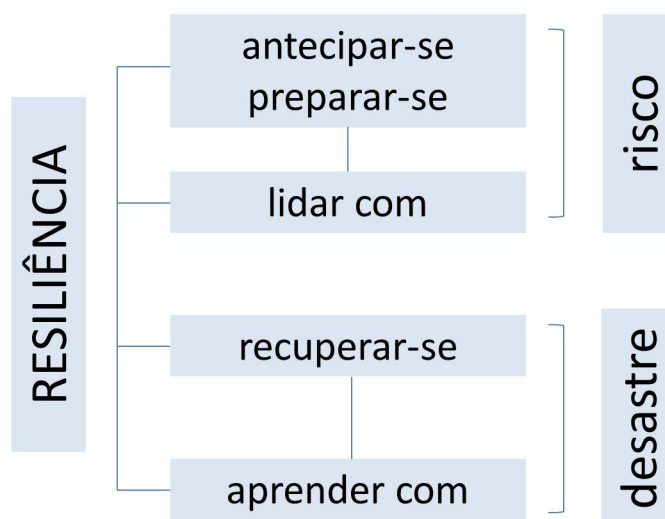 RESILIÊNCIA
antecipar-se
preparar-se
lidar com
risco
recuperar-se
aprender com
desastre